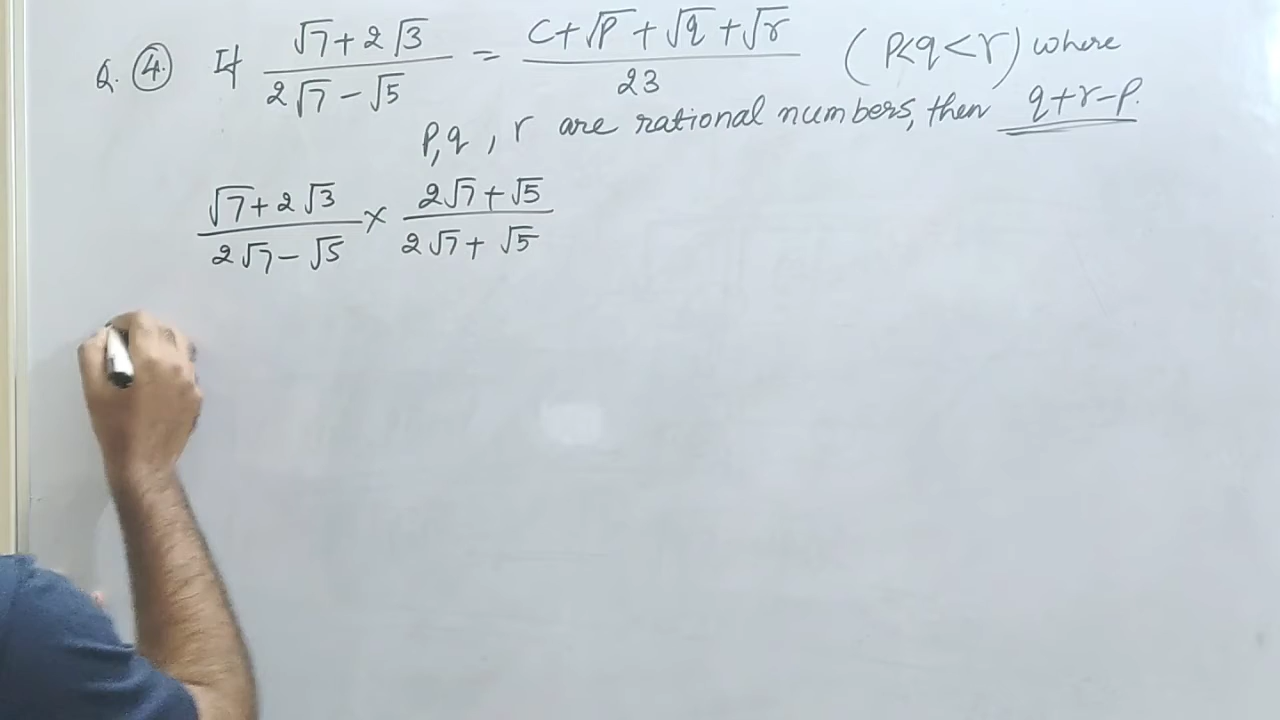 Q. ④ If (√7+2√3)/(2√7-√5) = (C+√P+√q+√r)/23 (P<q<r) where
P,q, r are rational numbers, then q+r-p.
(√7+2√3)/(2√7-√5) × (2√7+√5)/(2√7+√5)